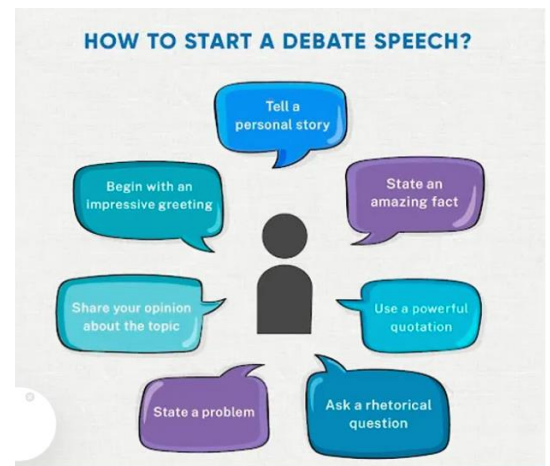 HOW TO START A DEBATE SPEECH?
Tell a
personal story
Begin with an
impressive greeting
State an
amazing fact
Share your opinion
about the topic
Use a powerful
quotation
State a problem
Ask a rhetorical
question